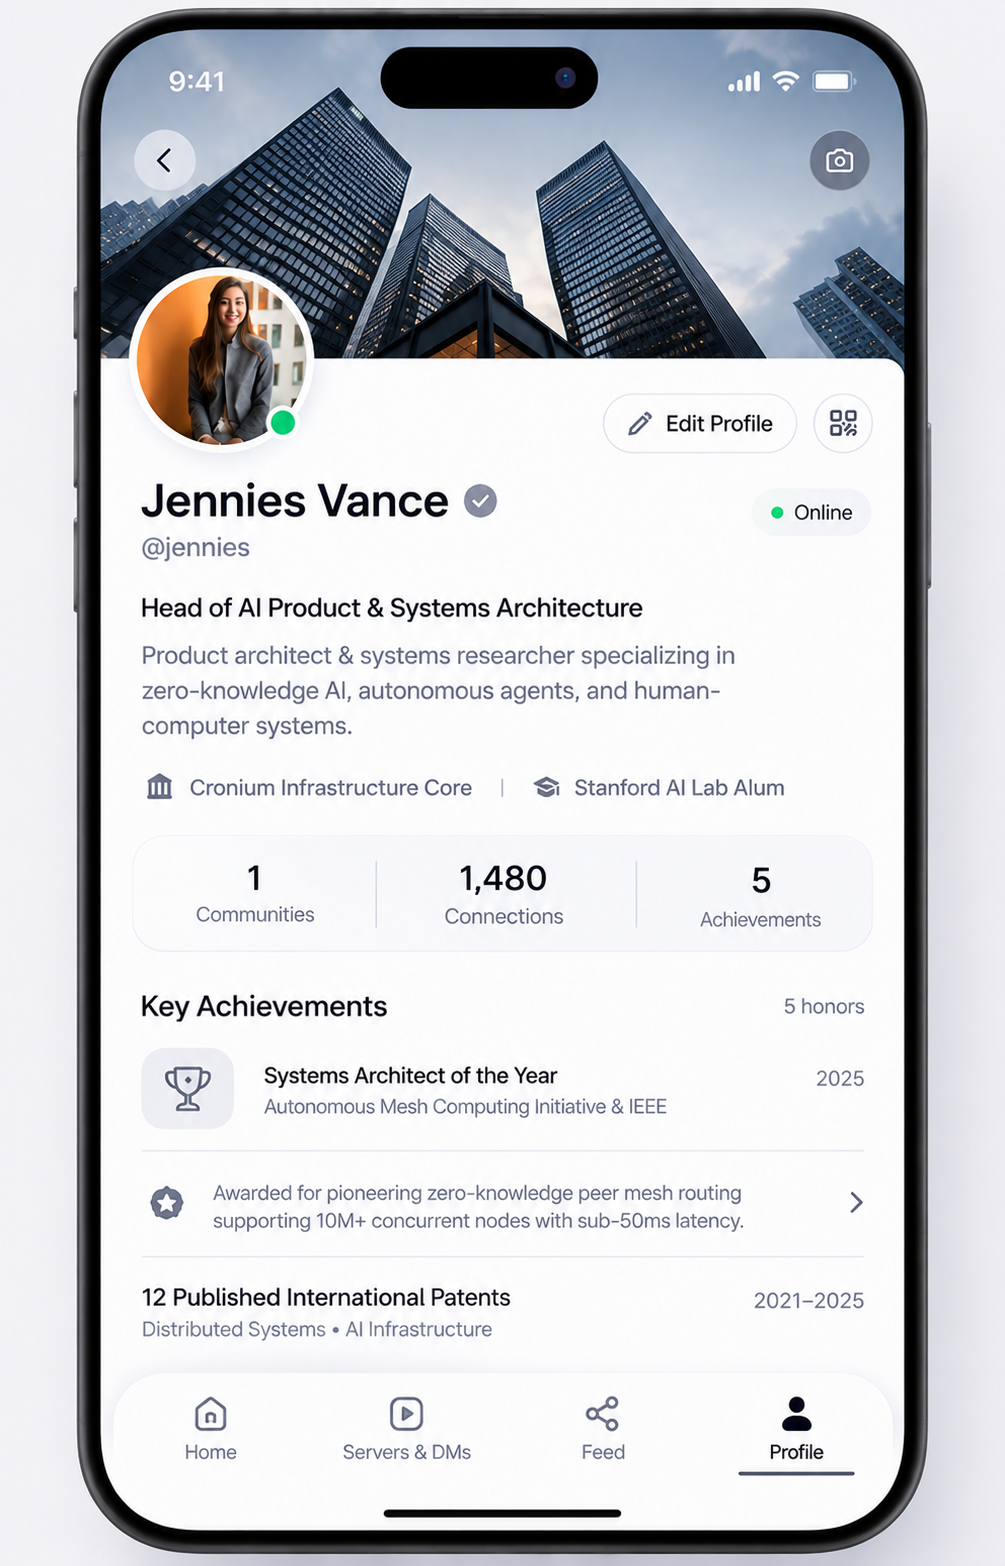 9:41
Edit Profile
Jennies Vance
Online
@jennies
Head of AI Product & Systems Architecture
Product architect & systems researcher specializing in
zero-knowledge AI, autonomous agents, and human-
computer systems.
Cronium Infrastructure Core | Stanford AI Lab Alum
1 1,480 5
Communities Connections Achievements
Key Achievements 5 honors
Systems Architect of the Year 2025
Autonomous Mesh Computing Initiative & IEEE
Awarded for pioneering zero-knowledge peer mesh routing
supporting 10M+ concurrent nodes with sub-50ms latency.
12 Published International Patents 2021–2025
Distributed Systems • AI Infrastructure
Home Servers & DMs Feed Profile